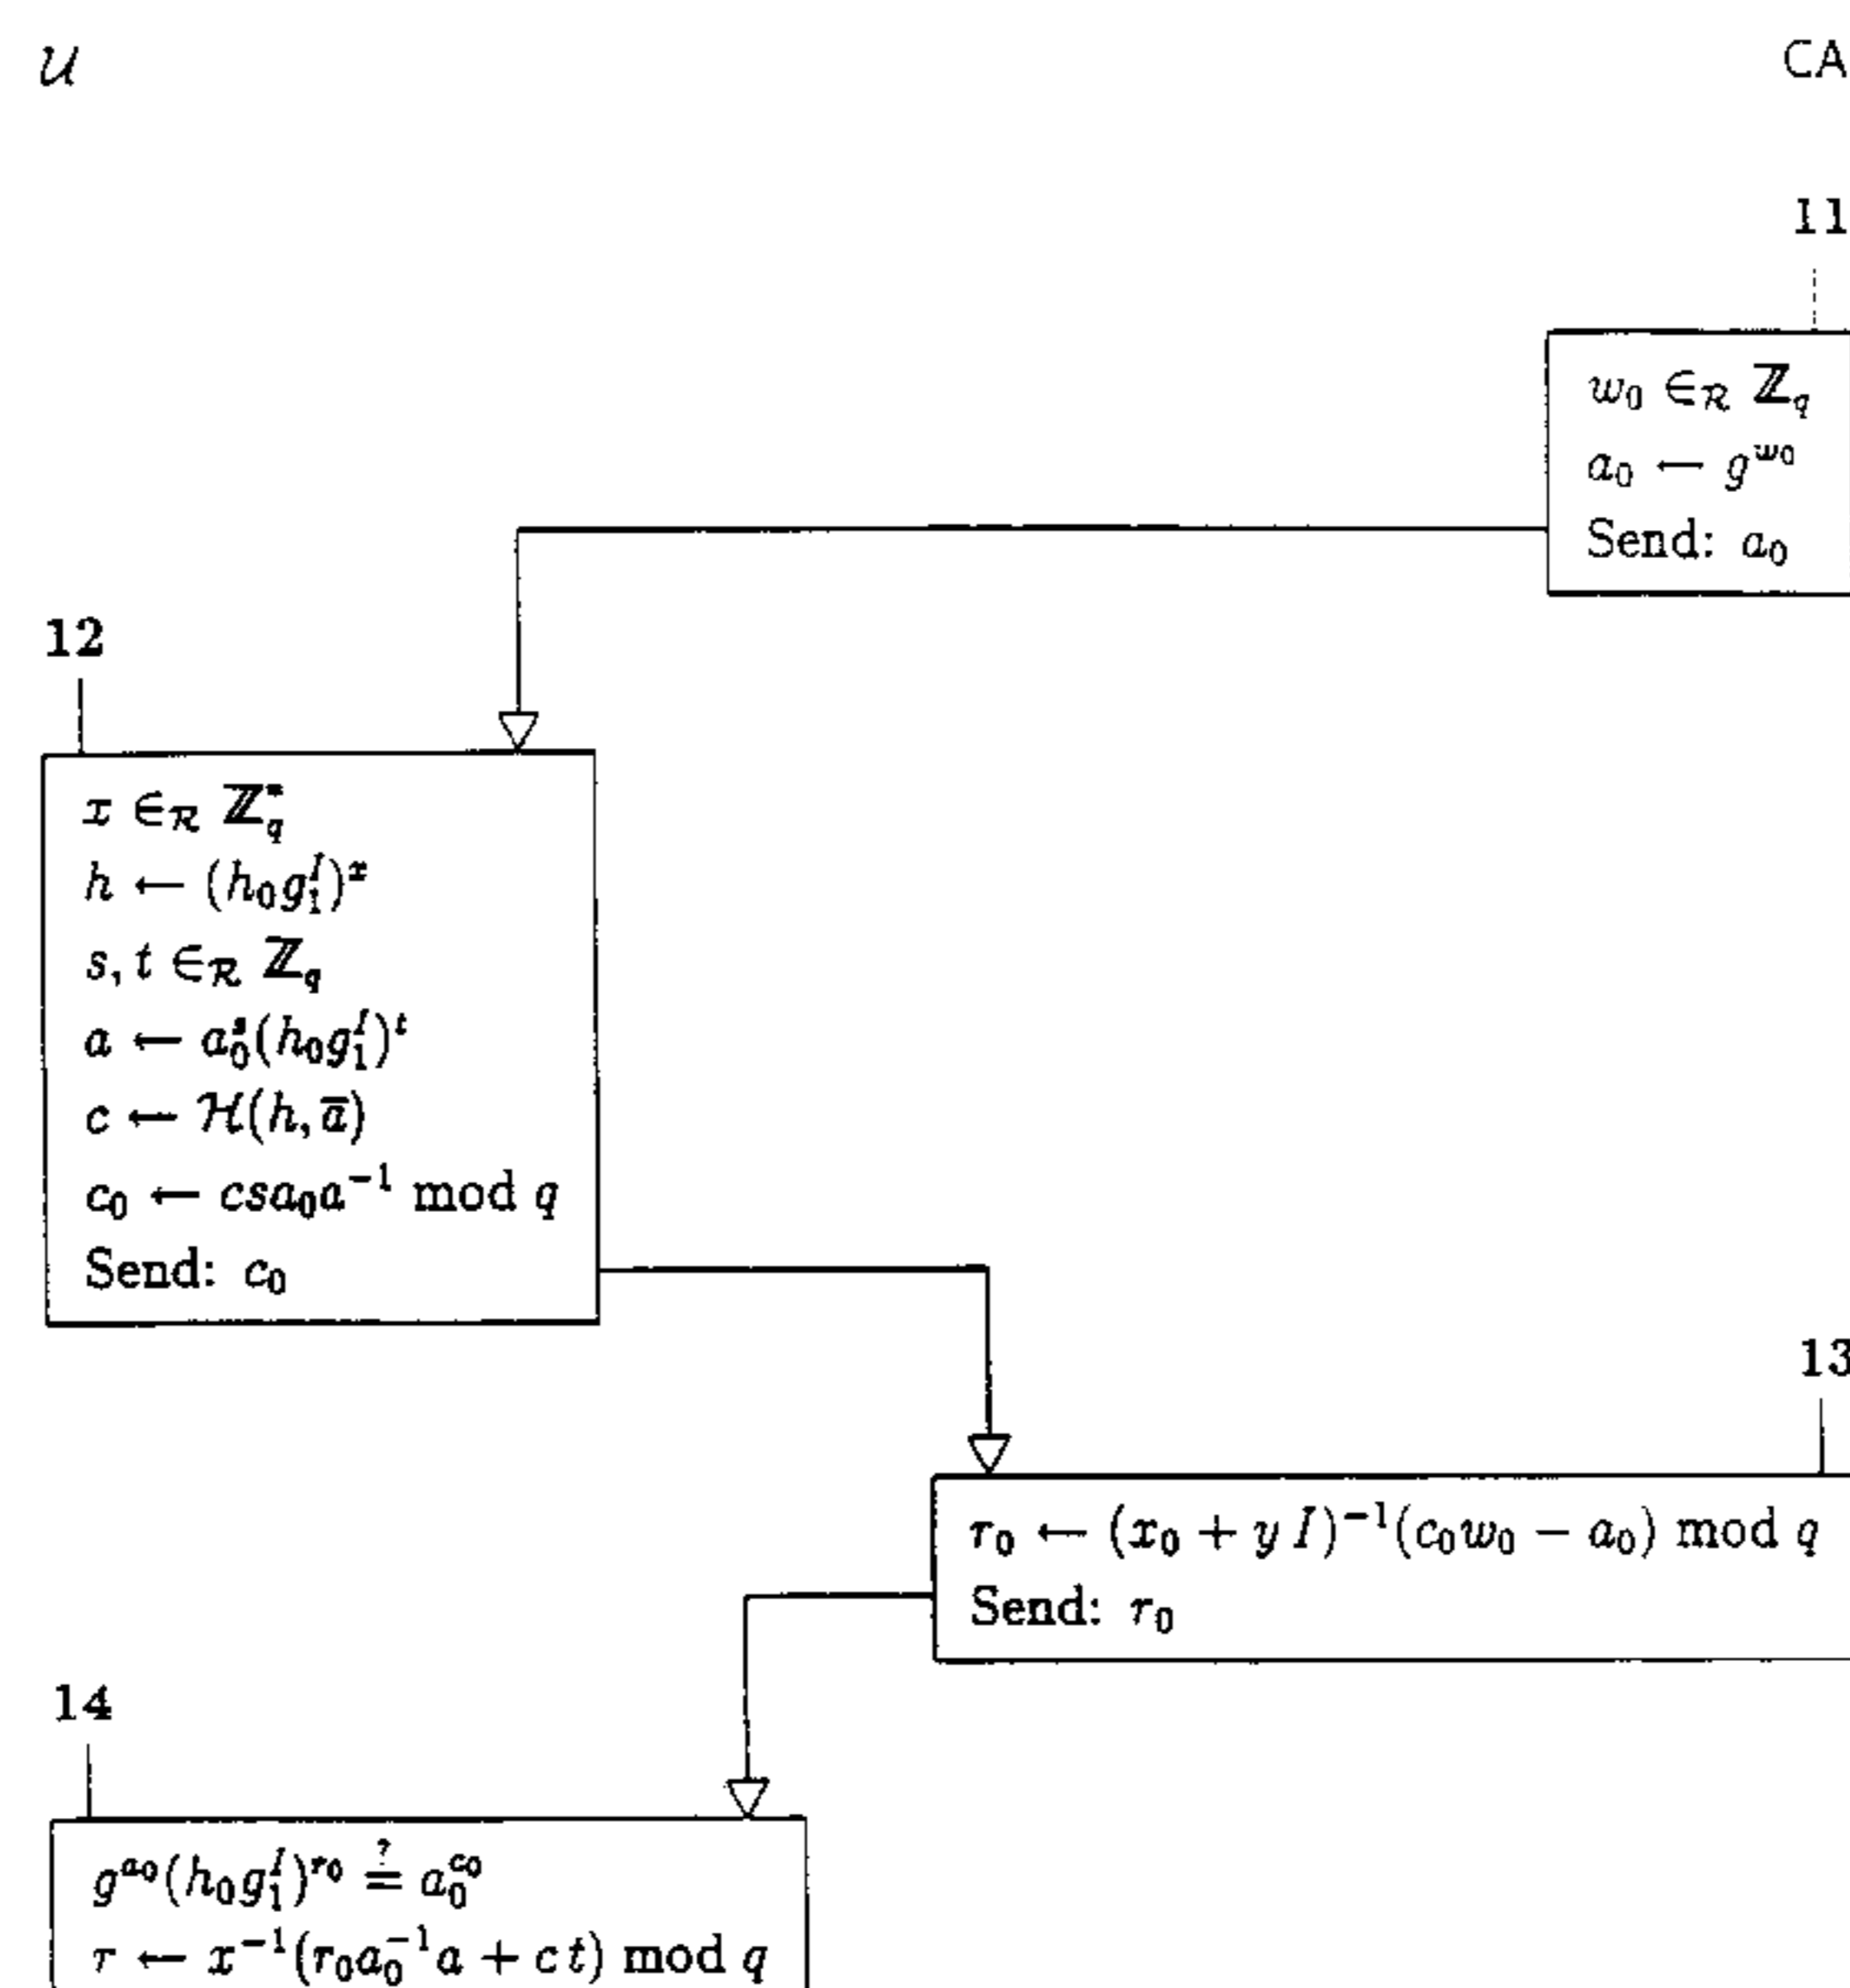 𝒰 CA
11
w₀ ∈_ℛ ℤ_q
a₀ ← g^{w₀}
Send: a₀
12
x ∈_ℛ ℤ_q^*
h ← (h₀g₁^I)^x
s, t ∈_ℛ ℤ_q
a ← a₀^s(h₀g₁^I)^t
c ← ℋ(h, a̅)
c₀ ← csa₀a^{-1} mod q
Send: c₀
13
r₀ ← (x₀ + y I)^{-1}(c₀w₀ − a₀) mod q
Send: r₀
14
g^{a₀}(h₀g₁^I)^{r₀} ≟ a₀^{c₀}
r ← x^{-1}(r₀a₀^{-1}a + c t) mod q